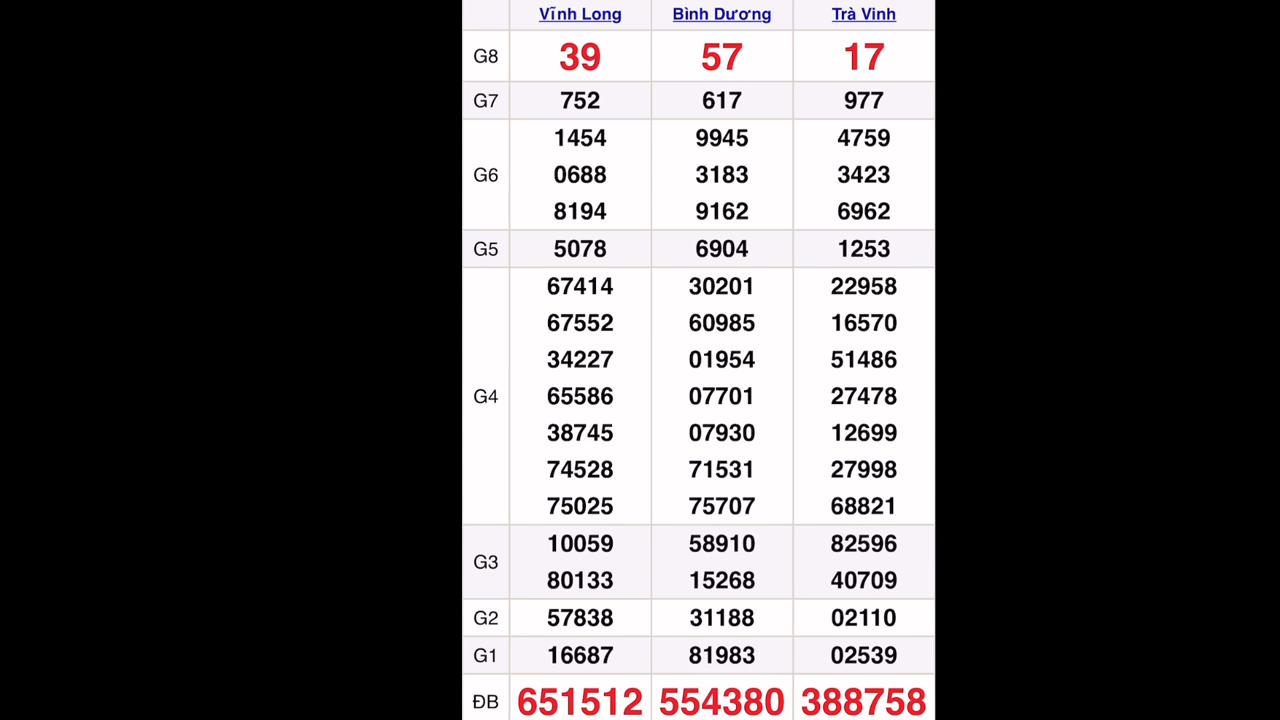 Vĩnh Long Bình Dương Trà Vinh
G8 39 57 17
G7 752 617 977
1454 9945 4759
G6 0688 3183 3423
8194 9162 6962
G5 5078 6904 1253
67414 30201 22958
67552 60985 16570
34227 01954 51486
G4 65586 07701 27478
38745 07930 12699
74528 71531 27998
75025 75707 68821
G3
10059 58910 82596
80133 15268 40709
G2 57838 31188 02110
G1 16687 81983 02539
ĐB 651512 554380 388758